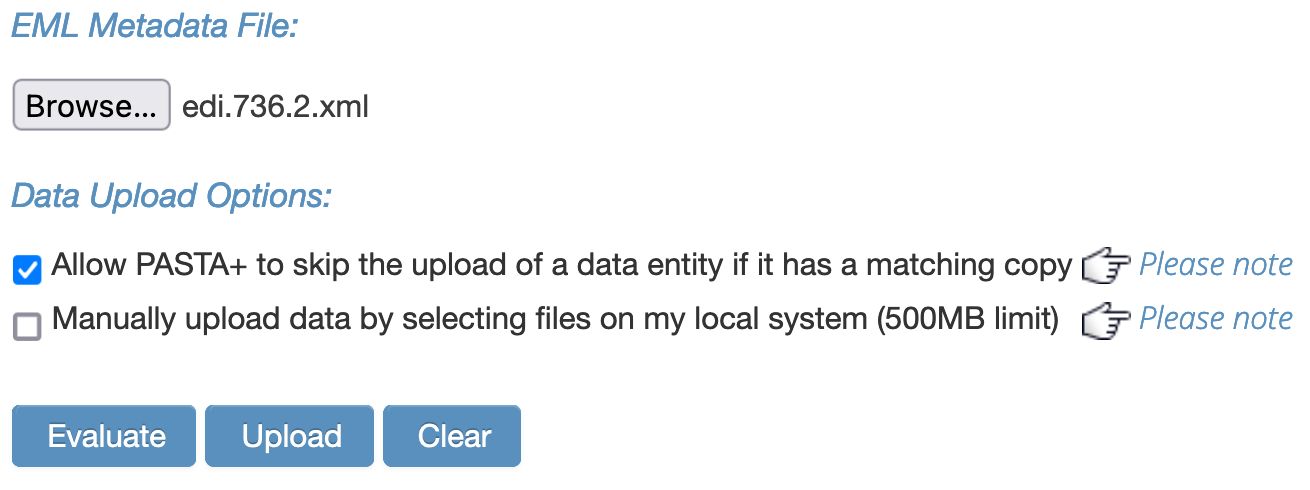 EML Metadata File:
Browse... edi.736.2.xml
Data Upload Options:
Allow PASTA+ to skip the upload of a data entity if it has a matching copy Please note
Manually upload data by selecting files on my local system (500MB limit) Please note
Evaluate Upload Clear